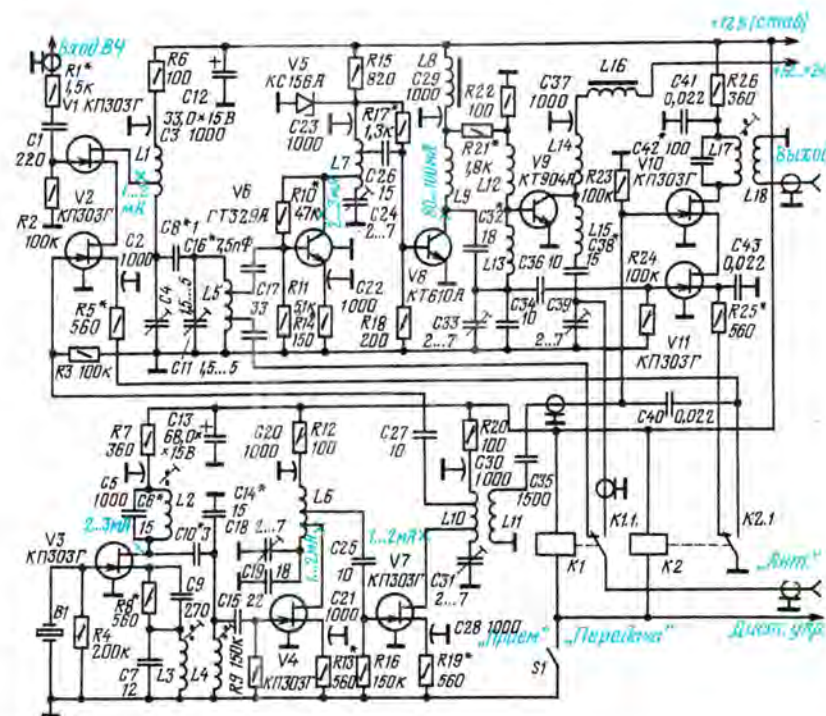 Вход ВЧ
R1*
1,5к
V1 КП303Г
C1
220
V2
КП303Г
R2
100к
C2
1000
R5*
560
R3 100к
R6
100
C12
33,0×15В
C3 1000
L1
C8* 1
C16* 7,5пФ
C4
L5
C11 1,5...5
C17
33
V5
КС156А
R15
820
C23
1000
L7
R17*
1,3к
V6
ГТ329А
R10*
47к
2...3мА
C26
15
C24
2...7
R11
51к
R14*
150
C22
1000
R18
200
V8
КТ610А
L8
C29
1000
R22
100
R21*
1,8к
80...100мА
L9
L12
C32*
18
L13
C33
2...7
C34
10
C36 10
V9
КТ904А
C37
1000
L14
L15
C38*
15
C39
2...7
L16
R23
100к
V10
КП303Г
R24
100к
V11
КП303Г
C41
0,022
R26
360
C42*
100
L17
L18
C43
0,022
R25*
560
C40
0,022
+12В (стаб)
Выход
R7
360
C13
68,0×
×15В
C5
1000
C6*
15
L2
2...3мА
V3
КП303Г
C10* 3
R8*
560
C9
270
B1
R4
200к
C7
12
L3
L4
C14*
15
C18
2...7
C19
18
C15
22
R9 150к
V4
КП303Г
C20
1000
R12
100
L6
1...2мА
C25
10
C21
1000
R13*
560
R16
150к
V7
КП303Г
1...2мА
R19*
560
C28 1000
C27
10
R20
100
C30
1000
L10
C31
2...7
C35
1500
L11
K1
K1.1
K2
K2.1
„Прием"
„Передача"
S1
„Ант."
Дист. упр.